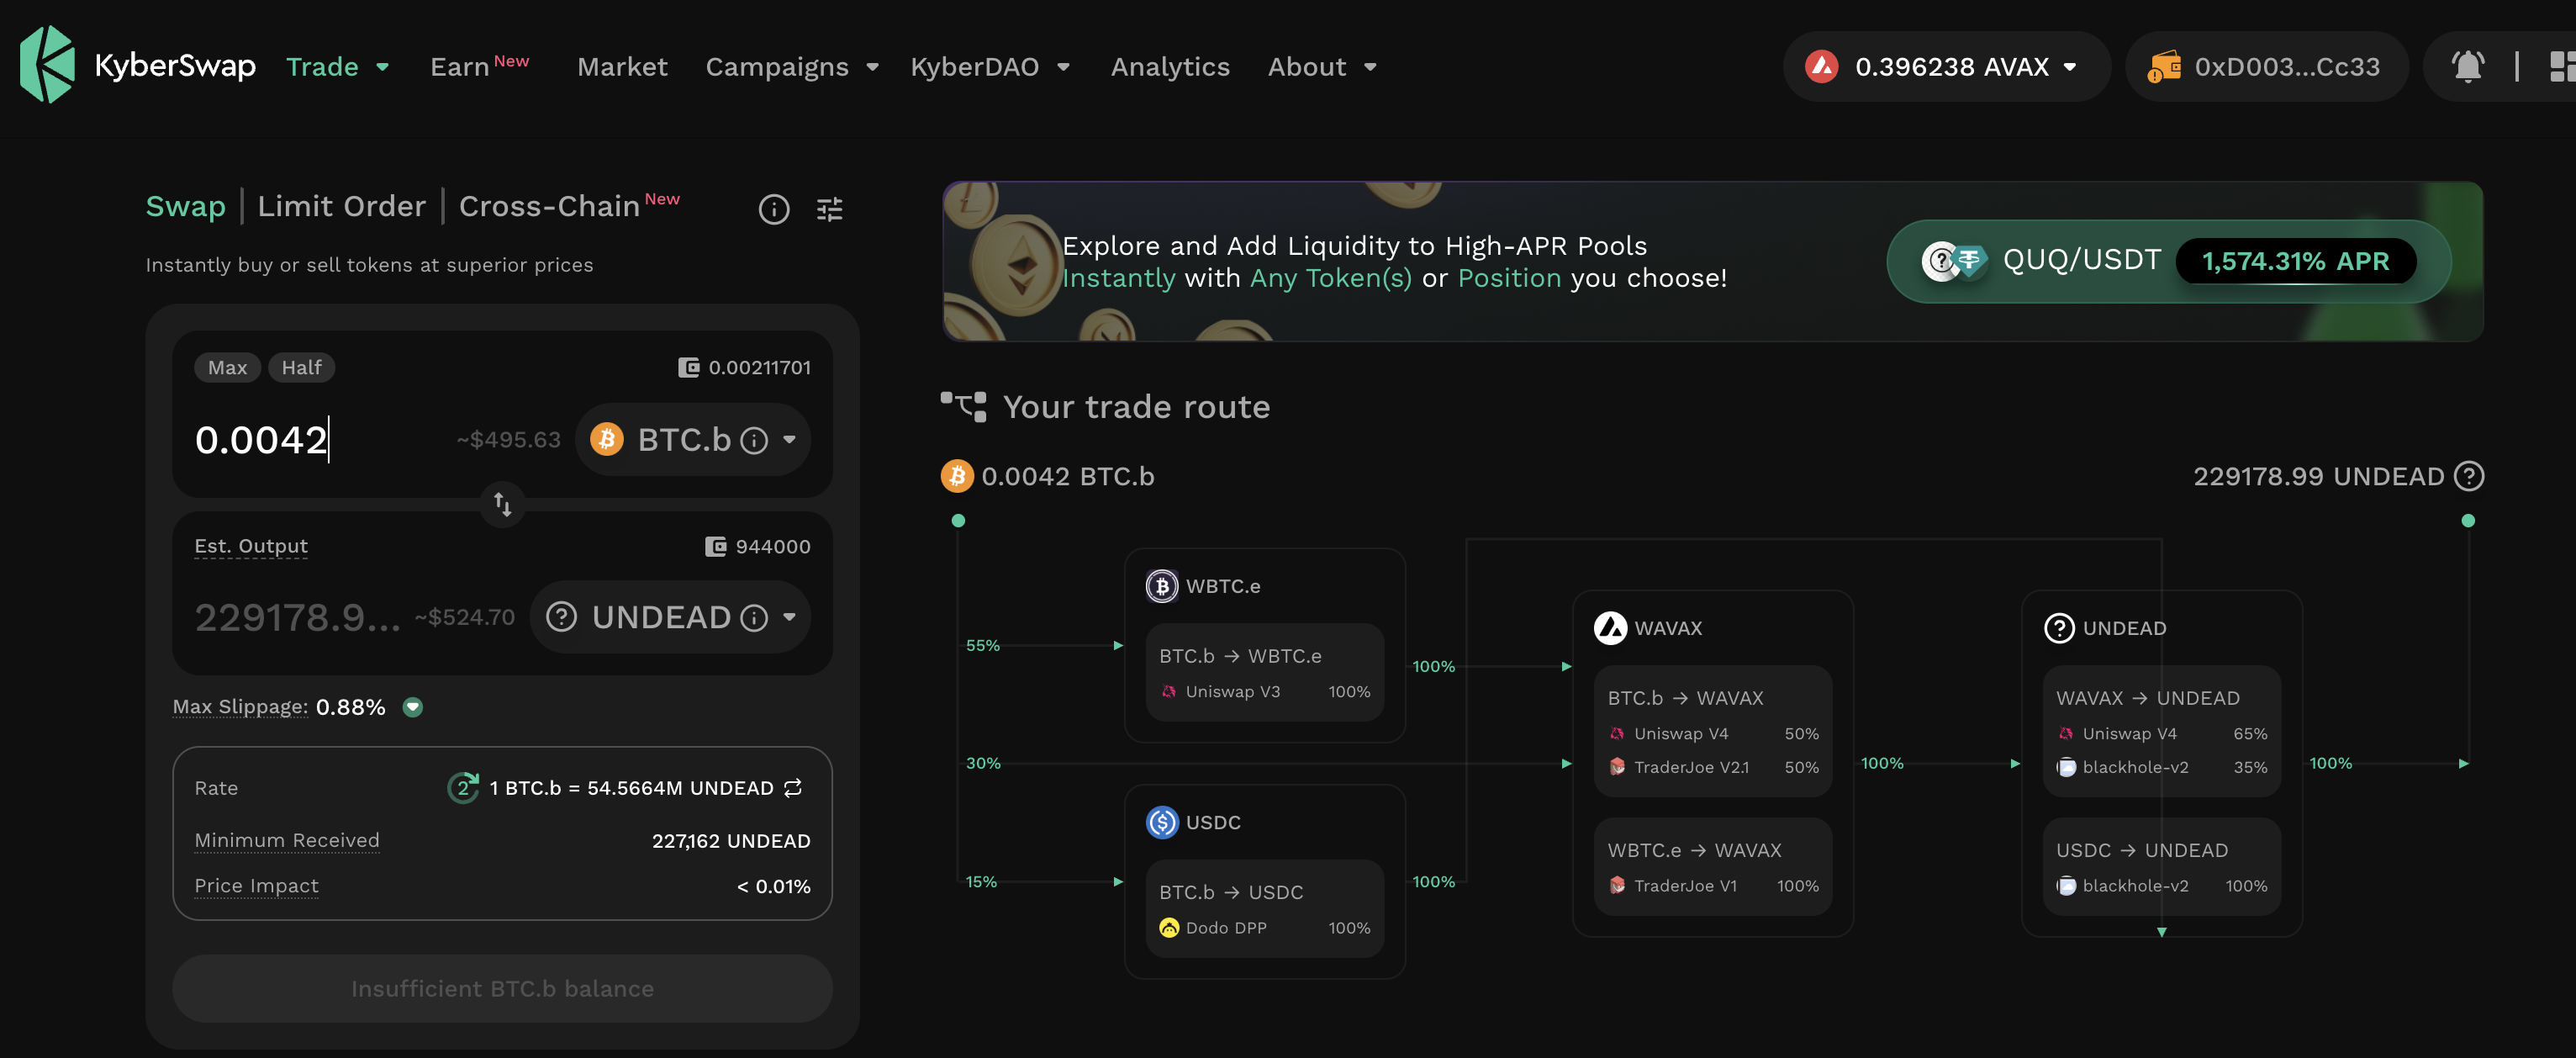 KyberSwap Trade Earn New Market Campaigns KyberDAO Analytics About 0.396238 AVAX 0xD003...Cc33
Swap | Limit Order | Cross-Chain New
Instantly buy or sell tokens at superior prices
Max Half 0.00211701
0.0042 ~$495.63 BTC.b
Est. Output 944000
229178.9... ~$524.70 UNDEAD
Max Slippage: 0.88%
Rate 2 1 BTC.b = 54.5664M UNDEAD
Minimum Received 227,162 UNDEAD
Price Impact < 0.01%
Insufficient BTC.b balance
Explore and Add Liquidity to High-APR Pools
Instantly with Any Token(s) or Position you choose!
QUQ/USDT 1,574.31% APR
Your trade route
0.0042 BTC.b 229178.99 UNDEAD
55%
30%
15%
WBTC.e
BTC.b → WBTC.e
Uniswap V3 100%
100%
USDC
BTC.b → USDC
Dodo DPP 100%
100%
WAVAX
BTC.b → WAVAX
Uniswap V4 50%
TraderJoe V2.1 50%
WBTC.e → WAVAX
TraderJoe V1 100%
100%
UNDEAD
WAVAX → UNDEAD
Uniswap V4 65%
blackhole-v2 35%
USDC → UNDEAD
blackhole-v2 100%
100%